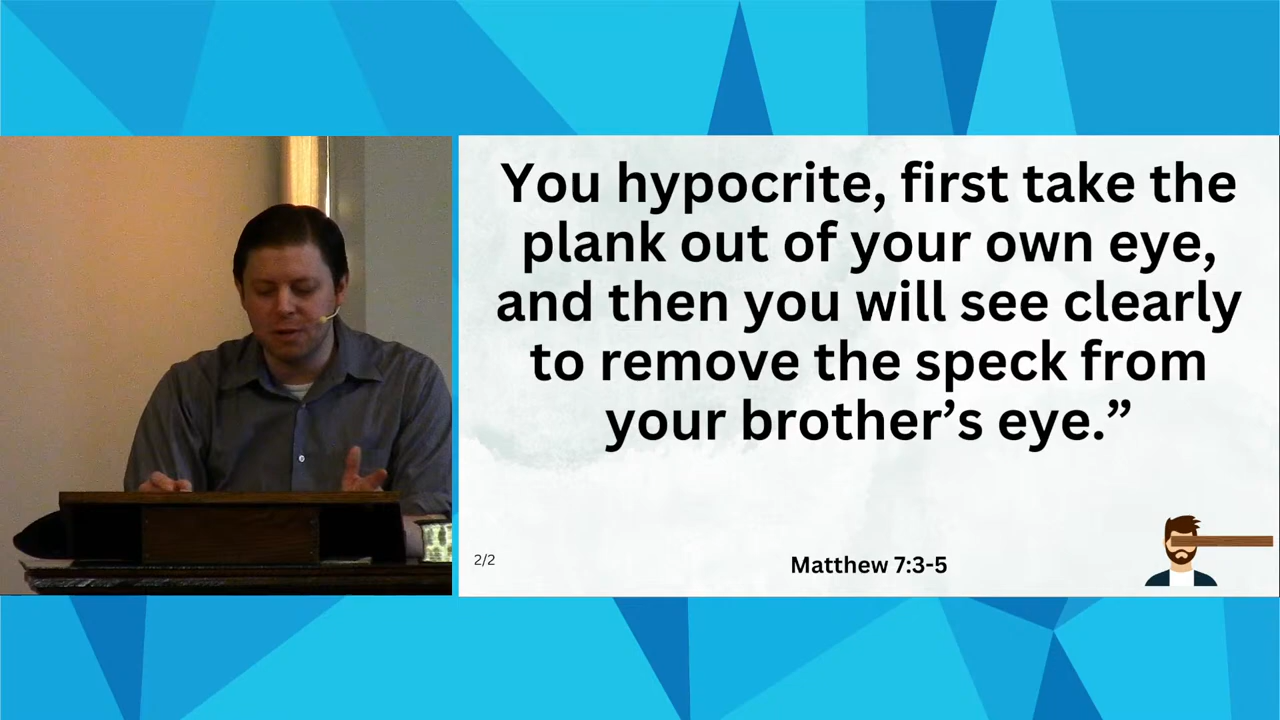 You hypocrite, first take the
plank out of your own eye,
and then you will see clearly
to remove the speck from
your brother’s eye.”
2/2
Matthew 7:3-5